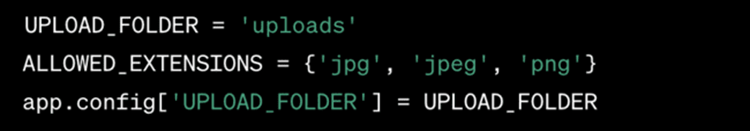 UPLOAD_FOLDER = 'uploads'
ALLOWED_EXTENSIONS = {'jpg', 'jpeg', 'png'}
app.config['UPLOAD_FOLDER'] = UPLOAD_FOLDER